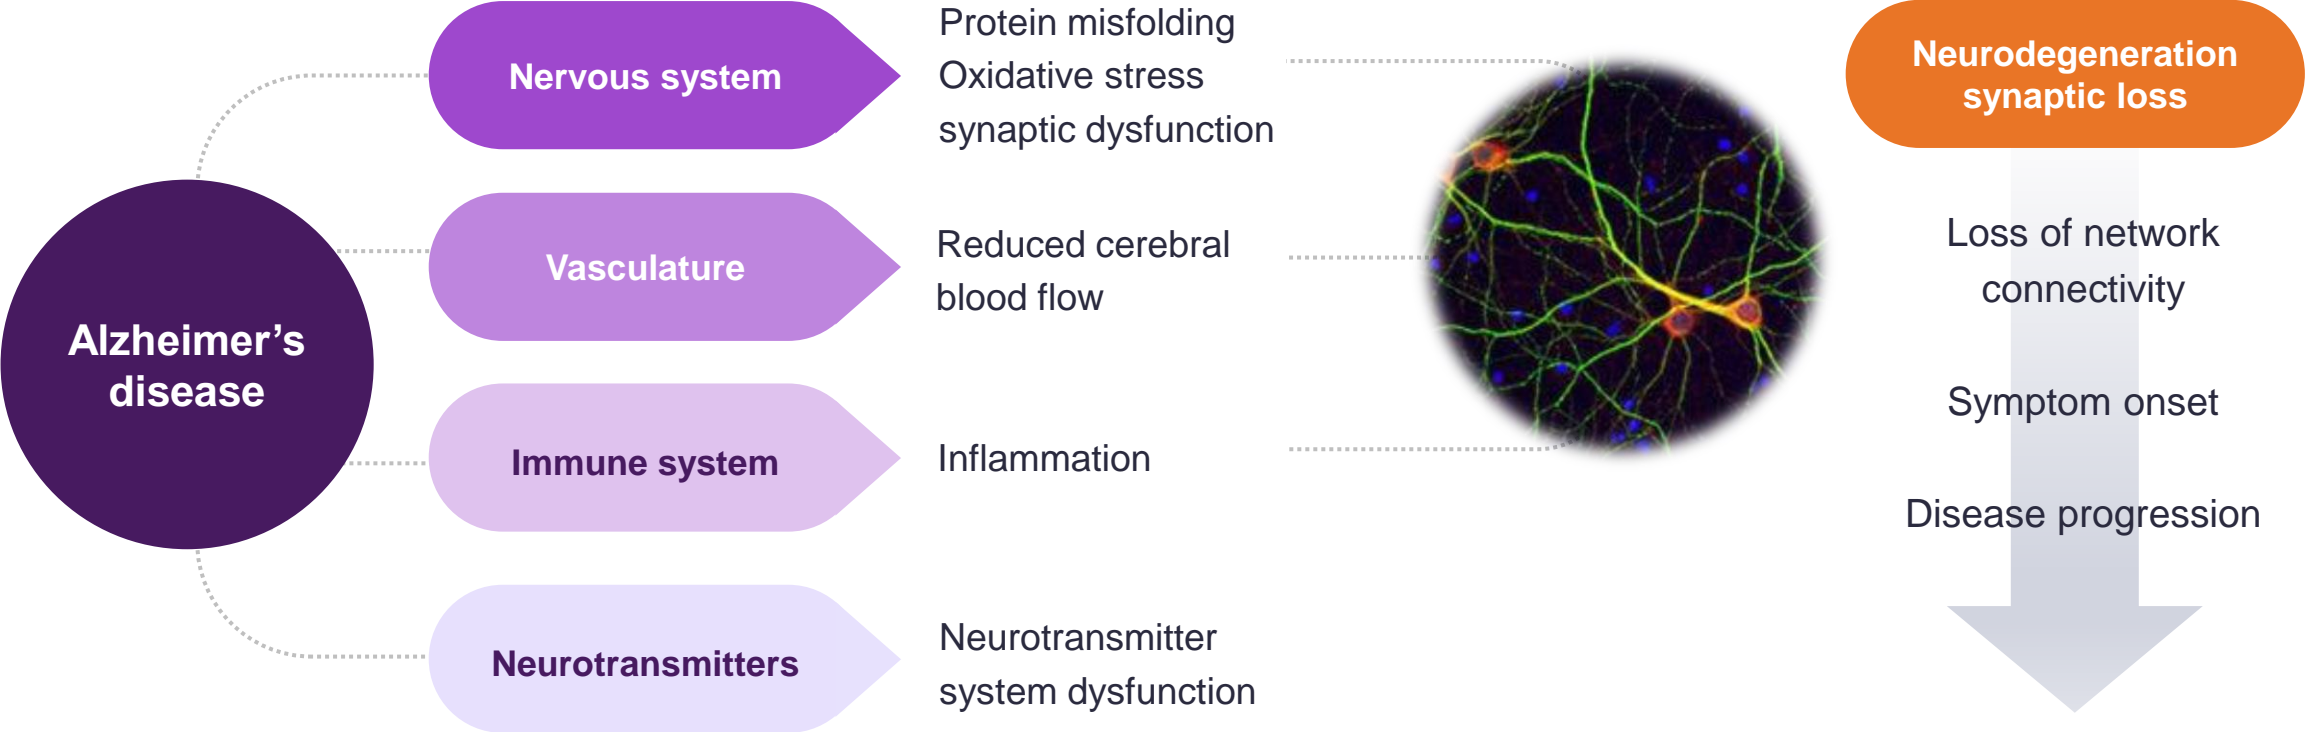 Alzheimer’s
disease
Nervous system
Protein misfolding
Oxidative stress
synaptic dysfunction
Vasculature
Reduced cerebral
blood flow
Immune system
Inflammation
Neurotransmitters
Neurotransmitter
system dysfunction
Neurodegeneration
synaptic loss
Loss of network
connectivity
Symptom onset
Disease progression